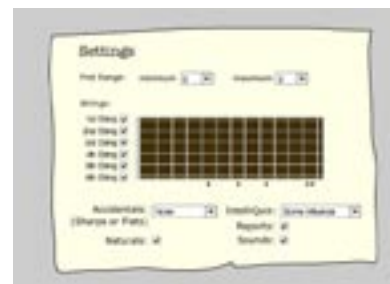 Settings
Fret Range: minimum maximum
Strings:
1st String
2nd String
3rd String
4th String
5th String
6th String
Accidentals: None
(Sharps or Flats)
Naturals:
Reports:
Sounds: